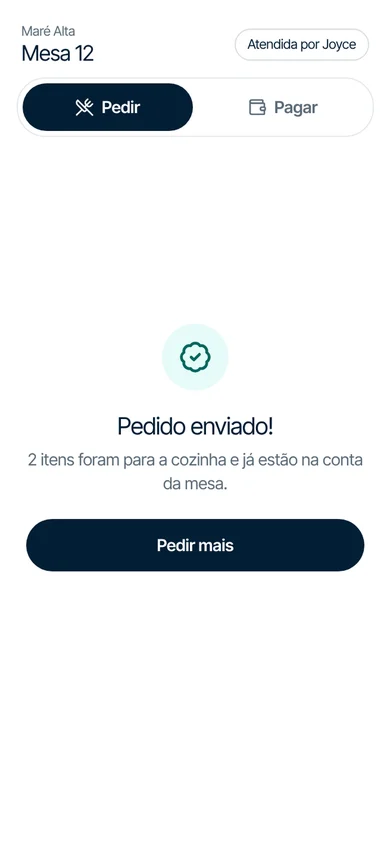 Maré Alta
Mesa 12
Atendida por Joyce
Pedir
Pagar
Pedido enviado!
2 itens foram para a cozinha e já estão na conta
da mesa.
Pedir mais